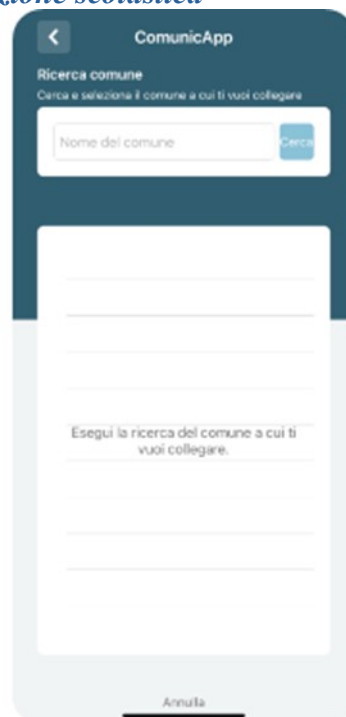 scolastica
ComunicApp
Ricerca comune
Cerca e seleziona il comune a cui ti vuoi collegare
Nome del comune
Cerca
Esegui la ricerca del comune a cui ti
vuoi collegare.
Annulla